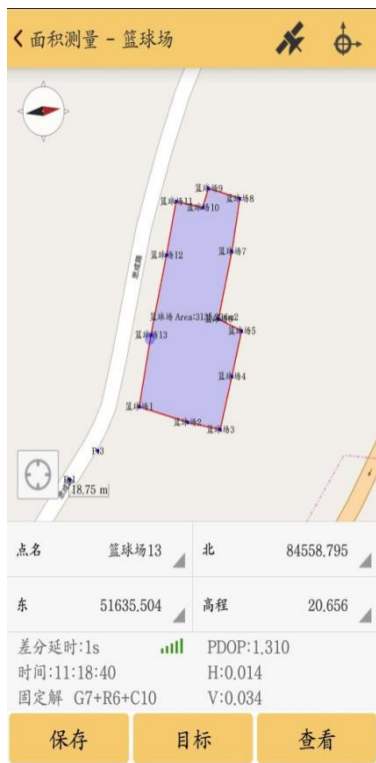 面积测量 - 篮球场
篮球场9
篮球场8
篮球场11
篮球场10
篮球场7
篮球场12
篮球场
篮球场13
篮球场5
篮球场4
篮球场1
篮球场2
篮球场3
18.75 m
点名 篮球场13 北 84558.795
东 51635.504 高程 20.656
差分延时:1s PDOP:1.310
时间:11:18:40 H:0.014
固定解 G7+R6+C10 V:0.034
保存 目标 查看